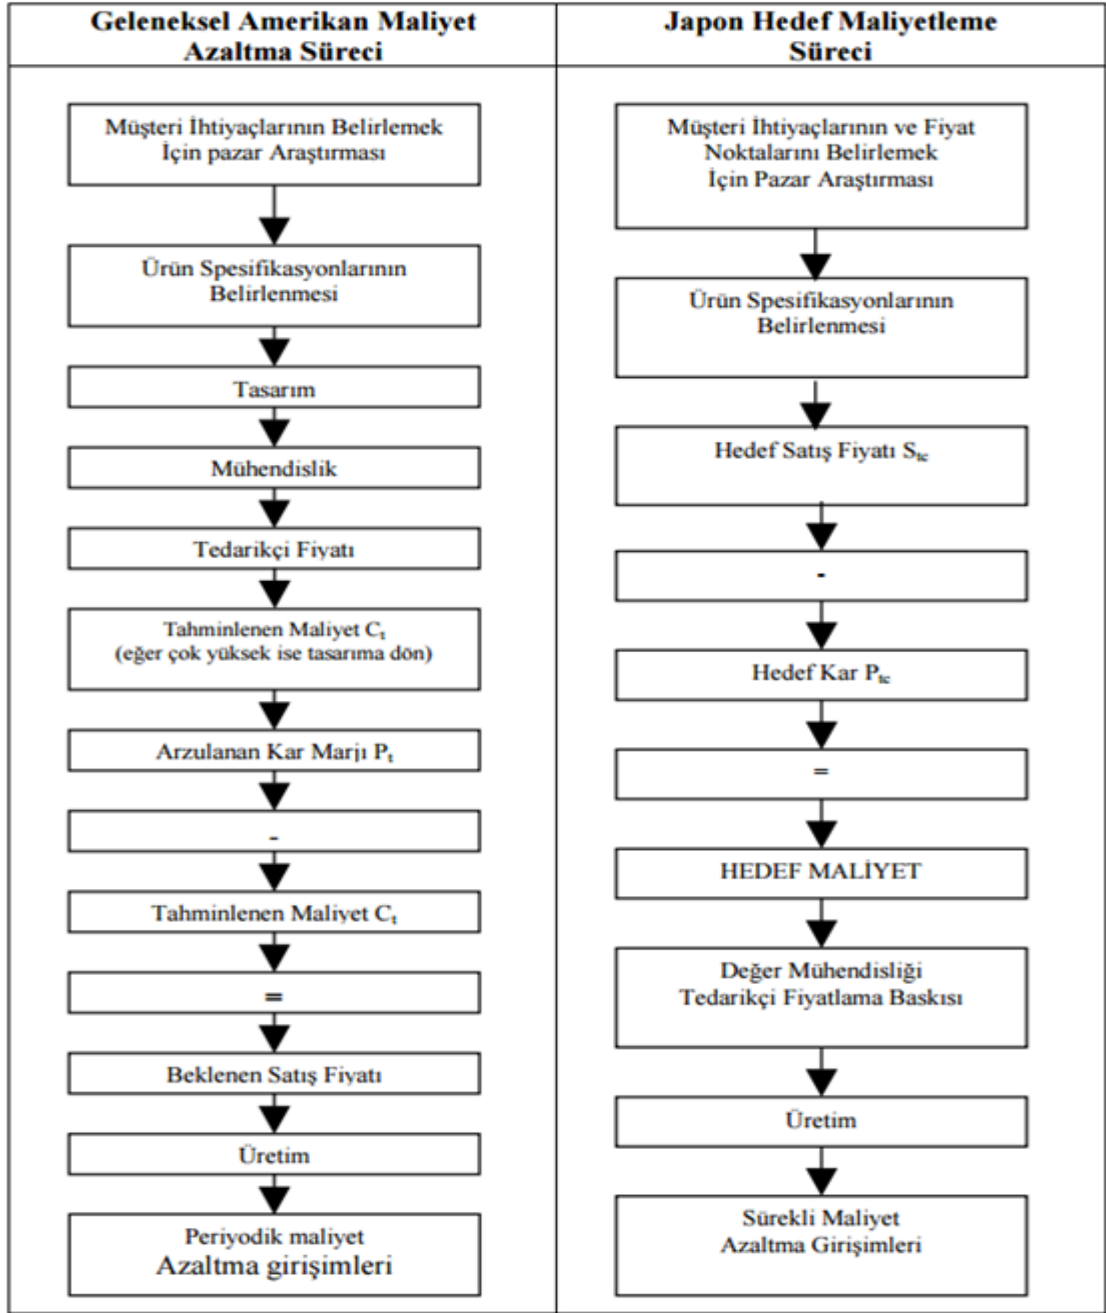 Geleneksel Amerikan Maliyet
Azaltma Süreci
Müşteri İhtiyaçlarının Belirlemek
İçin pazar Araştırması
Ürün Spesifikasyonlarının
Belirlenmesi
Tasarım
Mühendislik
Tedarikçi Fiyatı
Tahminlenen Maliyet Cₜ
(eğer çok yüksek ise tasarıma dön)
Arzulanan Kar Marjı Pₜ
-
Tahminlenen Maliyet Cₜ
=
Beklenen Satış Fiyatı
Üretim
Periyodik maliyet
Azaltma girişimleri
Japon Hedef Maliyetleme
Süreci
Müşteri İhtiyaçlarının ve Fiyat
Noktalarını Belirlemek
İçin Pazar Araştırması
Ürün Spesifikasyonlarının
Belirlenmesi
Hedef Satış Fiyatı Stc
-
Hedef Kar Ptc
=
HEDEF MALİYET
Değer Mühendisliği
Tedarikçi Fiyatlama Baskısı
Üretim
Sürekli Maliyet
Azaltma Girişimleri